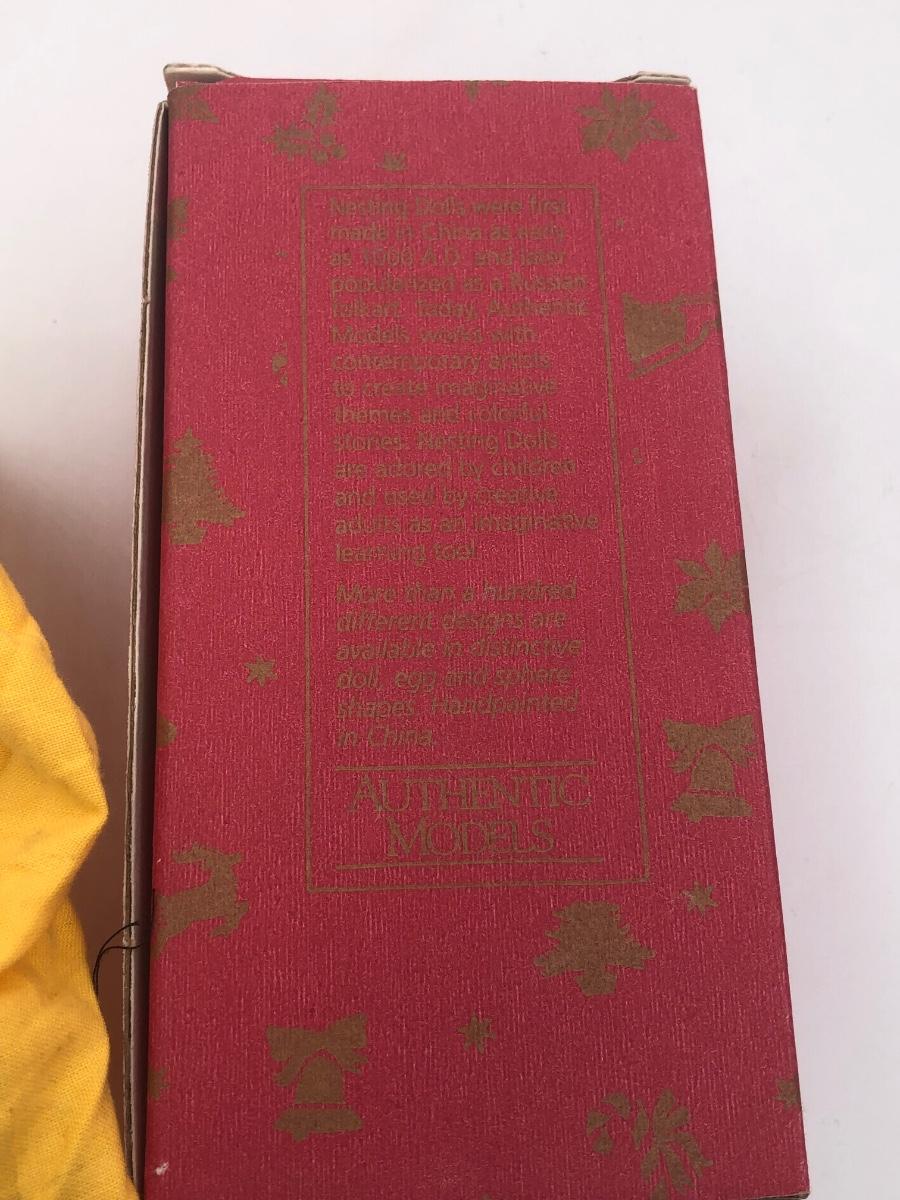 Nesting Dolls were first
made in China as early
as 1000 A.D. and later
popularized as a Russian
folkart. Today, Authentic
Models works with
contemporary artists
to create imaginative
themes and colorful
stories. Nesting Dolls
are adored by children
and used by creative
adults as an imaginative
learning tool.
More than a hundred
different designs are
available in distinctive
doll, egg and sphere
shapes. Handpainted
in China.
AUTHENTIC
MODELS